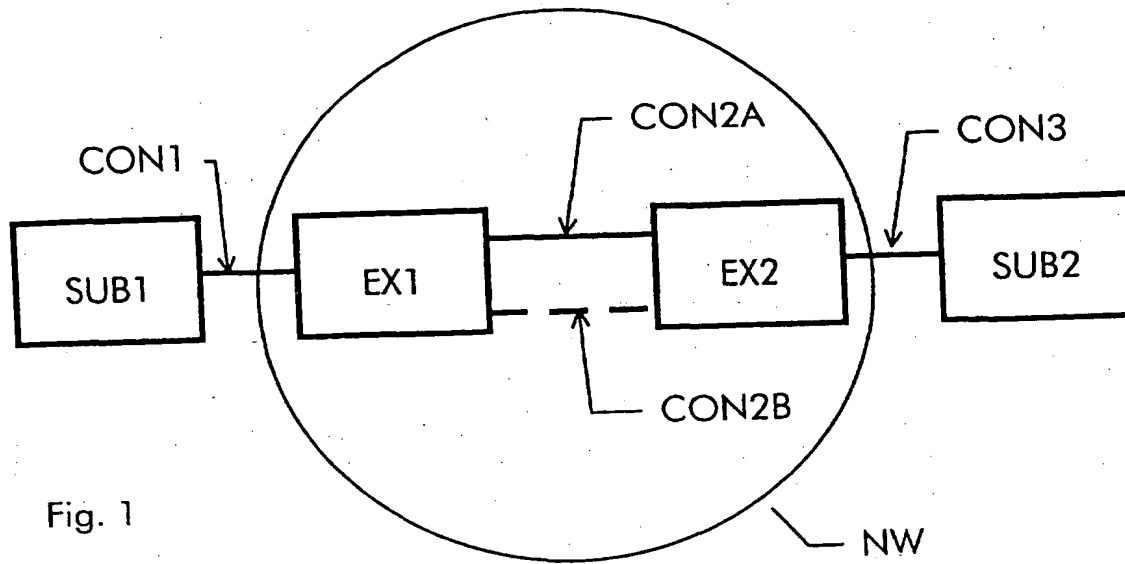 CON2A
CON3
CON1
SUB1
EX1
EX2
SUB2
CON2B
Fig. 1
NW